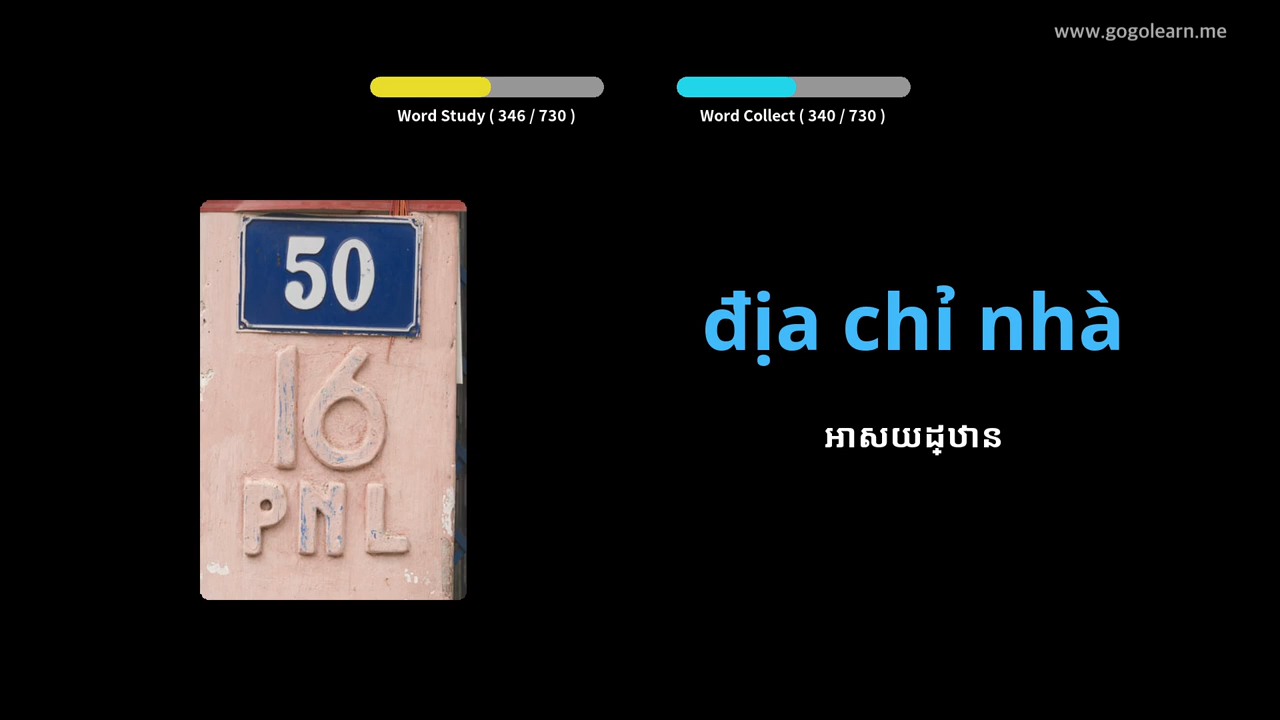 www.gogolearn.me
Word Study ( 346 / 730 )
Word Collect ( 340 / 730 )
50
16
PNL
địa chỉ nhà
អាសយដ្ឋាន